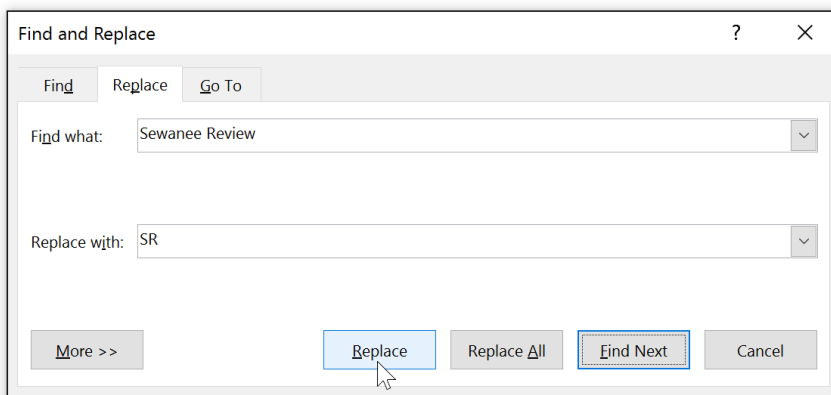 Find and Replace ?
Find Replace Go To
Find what: Sewanee Review
Replace with: SR
More >> Replace Replace All Find Next Cancel